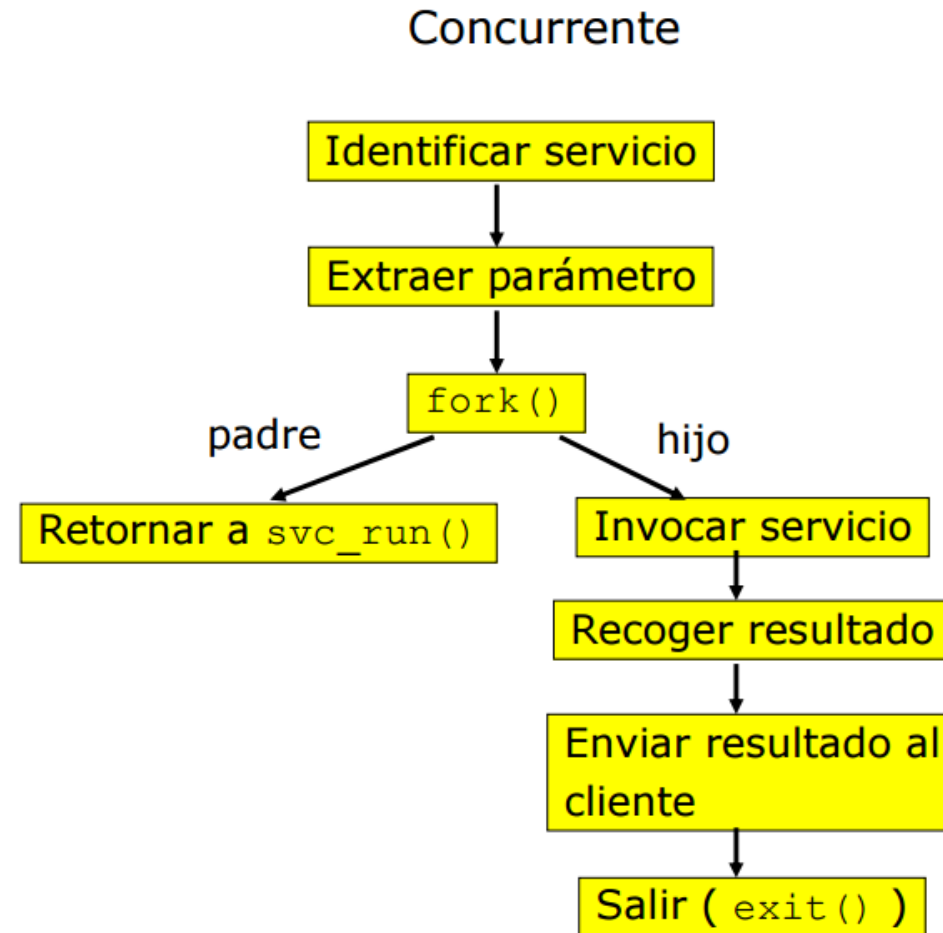 Concurrente
Identificar servicio
Extraer parámetro
fork()
padre
hijo
Retornar a svc_run()
Invocar servicio
Recoger resultado
Enviar resultado al
cliente
Salir ( exit() )